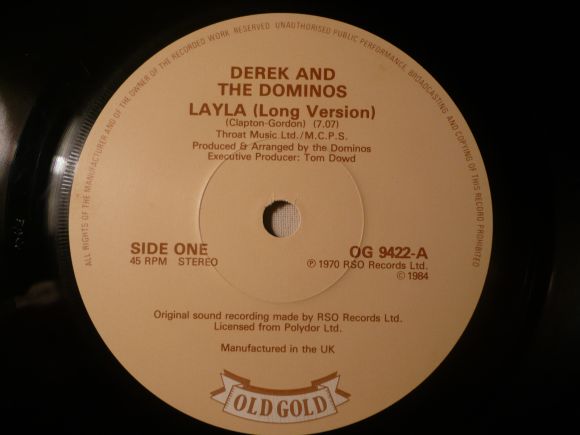 ALL RIGHTS OF THE MANUFACTURER AND OF THE OWNER OF THE RECORDED WORK RESERVED UNAUTHORISED PUBLIC PERFORMANCE, BROADCASTING AND COPYING OF THIS RECORD PROHIBITED
DEREK AND
THE DOMINOS
LAYLA (Long Version)
(Clapton-Gordon) (7.07)
Throat Music Ltd./M.C.P.S.
Produced & Arranged by the Dominos
Executive Producer: Tom Dowd
SIDE ONE
45 RPM STEREO
OG 9422-A
℗ 1970 RSO Records Ltd.
© 1984
Original sound recording made by RSO Records Ltd.
Licensed from Polydor Ltd.
Manufactured in the UK
OLD GOLD